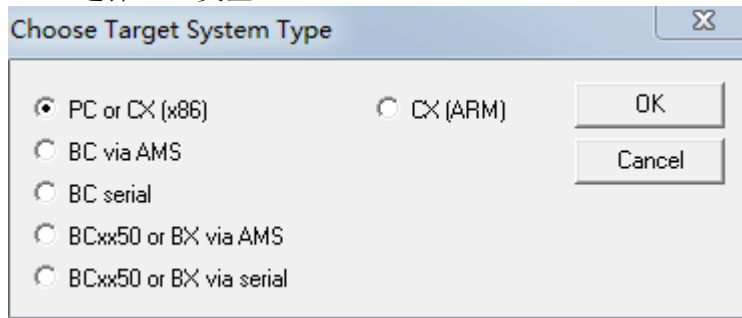 Choose Target System Type
PC or CX (x86)
CX (ARM)
OK
BC via AMS
Cancel
BC serial
BCxx50 or BX via AMS
BCxx50 or BX via serial